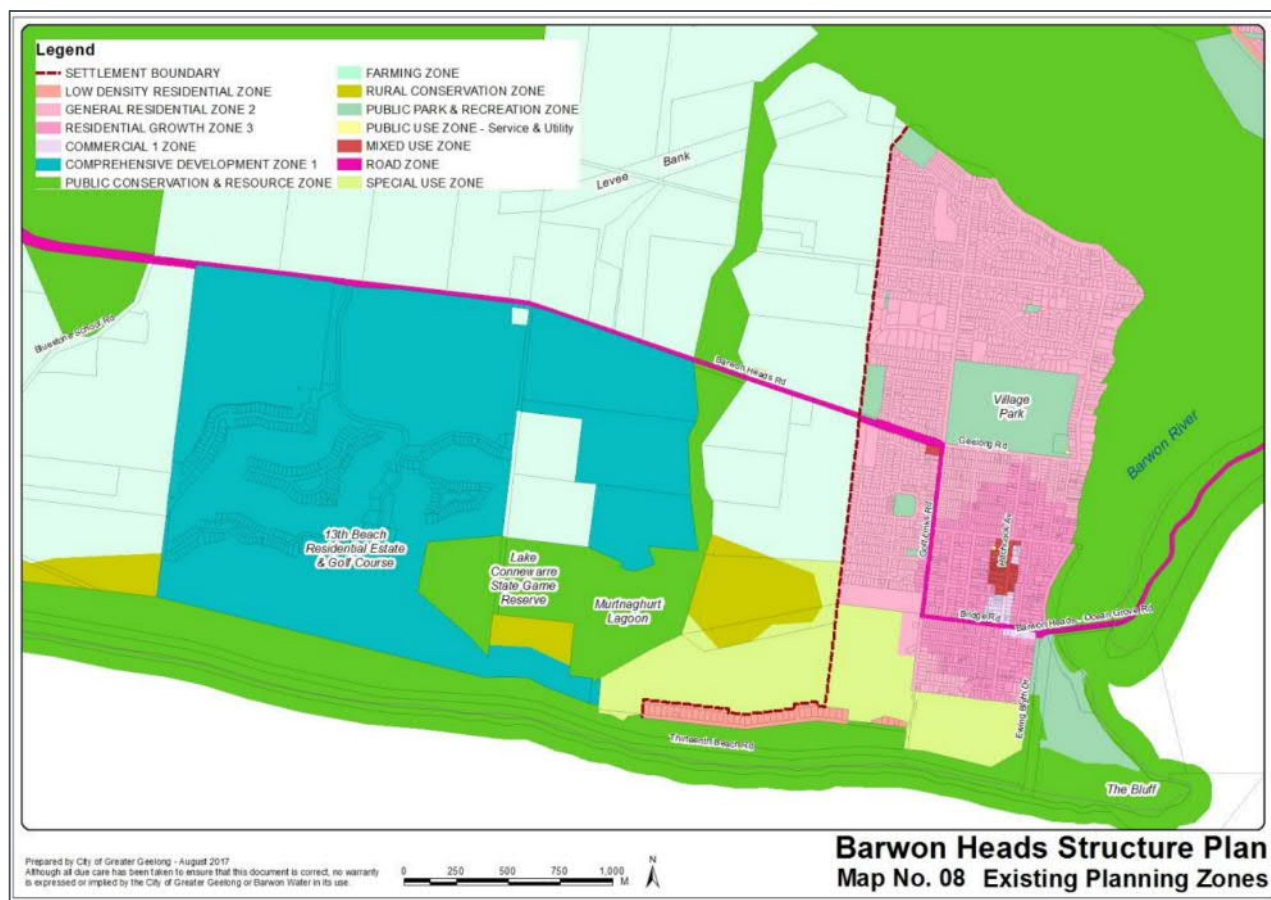 Legend
SETTLEMENT BOUNDARY
LOW DENSITY RESIDENTIAL ZONE
GENERAL RESIDENTIAL ZONE 2
RESIDENTIAL GROWTH ZONE 3
COMMERCIAL 1 ZONE
COMPREHENSIVE DEVELOPMENT ZONE 1
PUBLIC CONSERVATION & RESOURCE ZONE
FARMING ZONE
RURAL CONSERVATION ZONE
PUBLIC PARK & RECREATION ZONE
PUBLIC USE ZONE - Service & Utility
MIXED USE ZONE
ROAD ZONE
SPECIAL USE ZONE
Levee Bank
Bluestone School Rd
Barwon Heads Rd
Village
Park
Geelong Rd
Barwon River
Golf Links Rd
Hitchcock Av
13th Beach
Residential Estate
& Golf Course
Lake
Connewarre
State Game
Reserve
Murtnaghurt
Lagoon
Bridge Rd
Barwon Heads - Ocean Grove Rd
Ewing Blyth Dr
Thirteenth Beach Rd
The Bluff
Prepared by City of Greater Geelong - August 2017
Although all due care has been taken to ensure that this document is correct, no warranty
is expressed or implied by the City of Greater Geelong or Barwon Water in its use.
0 250 500 750 1,000
M
N
Barwon Heads Structure Plan
Map No. 08 Existing Planning Zones